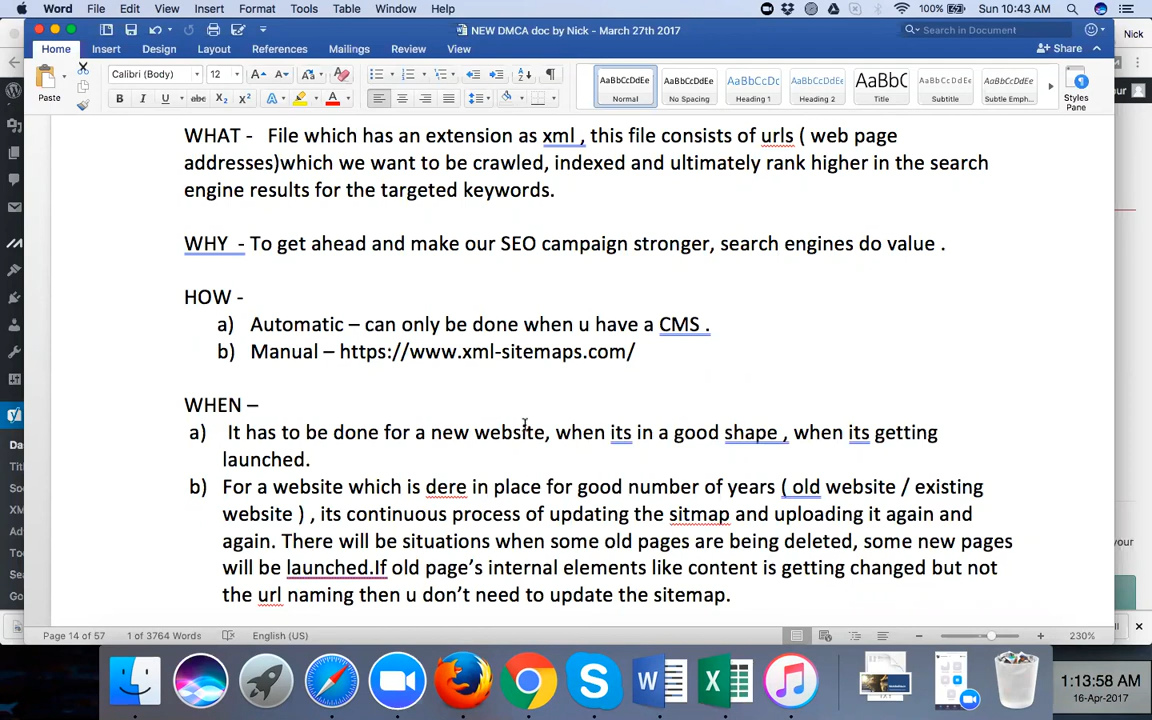 Word File Edit View Insert Format Tools Table Window Help 100% Sun 10:43 AM
NEW DMCA doc by Nick - March 27th 2017
Search in Document
Nick
Home Insert Design Layout References Mailings Review View
Share
Paste
Calibri (Body) 12
AaBbCcDdEe AaBbCcDdEe AaBbCcDc AaBbCcDdEe AaBbC AaBbCcDdEe AaBbCcDdEe
Normal No Spacing Heading 1 Heading 2 Title Subtitle Subtle Emph...
Styles
Pane
WHAT - File which has an extension as xml , this file consists of urls ( web page
addresses)which we want to be crawled, indexed and ultimately rank higher in the search
engine results for the targeted keywords.
WHY - To get ahead and make our SEO campaign stronger, search engines do value .
HOW -
a) Automatic – can only be done when u have a CMS .
b) Manual – https://www.xml-sitemaps.com/
WHEN –
a) It has to be done for a new website, when its in a good shape , when its getting
launched.
b) For a website which is dere in place for good number of years ( old website / existing
website ) , its continuous process of updating the sitmap and uploading it again and
again. There will be situations when some old pages are being deleted, some new pages
will be launched.If old page’s internal elements like content is getting changed but not
the url naming then u don’t need to update the sitemap.
Page 14 of 57 1 of 3764 Words English (US) 230%
1:13:58 AM
16-Apr-2017